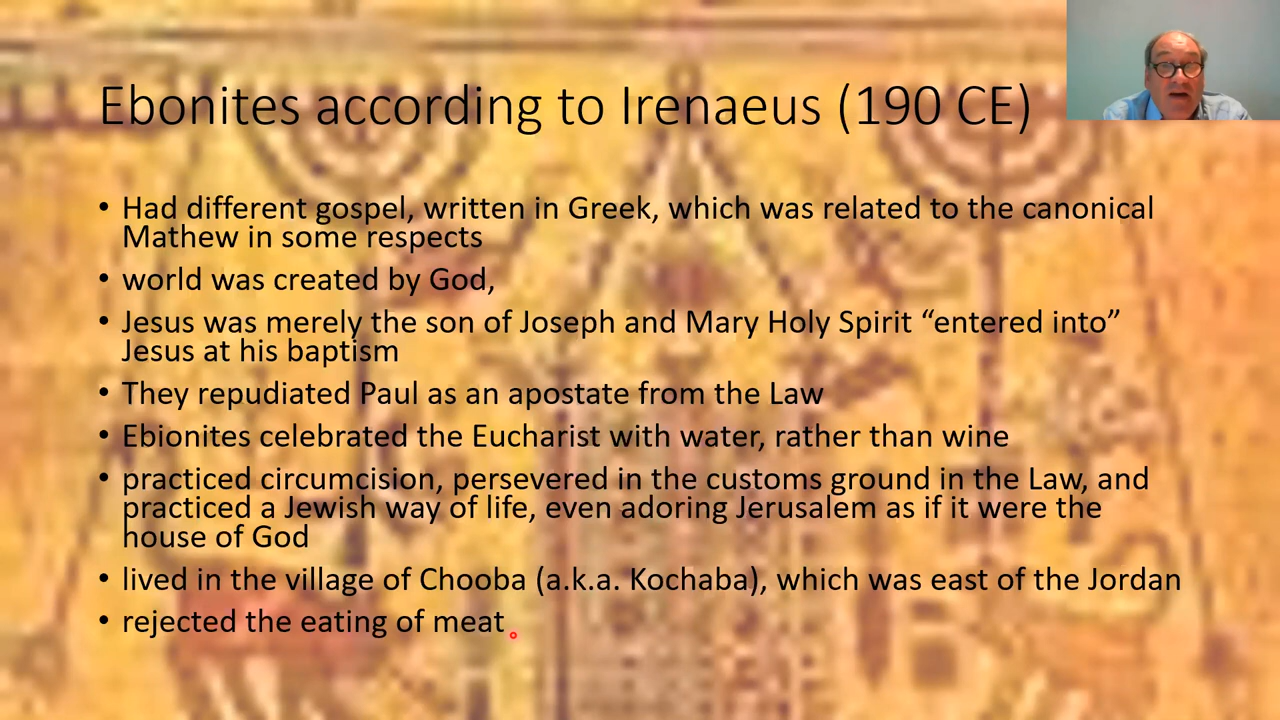 Ebonites according to Irenaeus (190 CE)
• Had different gospel, written in Greek, which was related to the canonical
Mathew in some respects
• world was created by God,
• Jesus was merely the son of Joseph and Mary Holy Spirit “entered into”
Jesus at his baptism
• They repudiated Paul as an apostate from the Law
• Ebionites celebrated the Eucharist with water, rather than wine
• practiced circumcision, persevered in the customs ground in the Law, and
practiced a Jewish way of life, even adoring Jerusalem as if it were the
house of God
• lived in the village of Chooba (a.k.a. Kochaba), which was east of the Jordan
• rejected the eating of meat